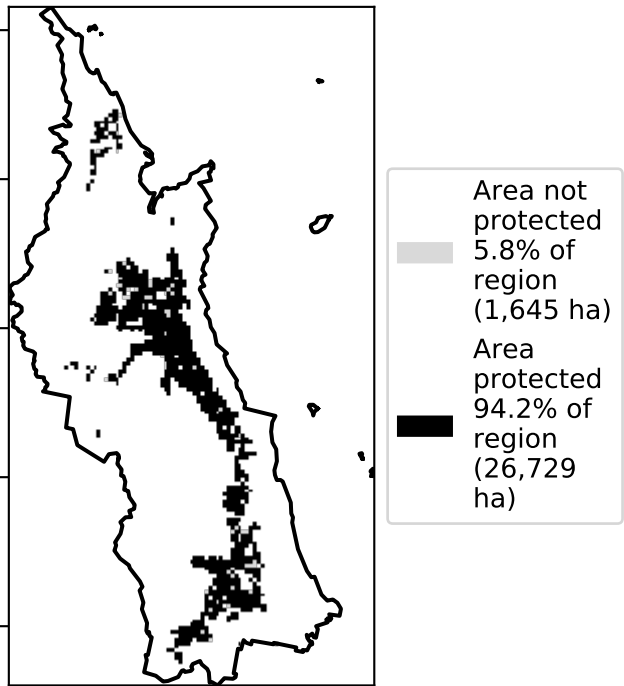 Area not
protected
5.8% of
region
(1,645 ha)
Area
protected
94.2% of
region
(26,729
ha)